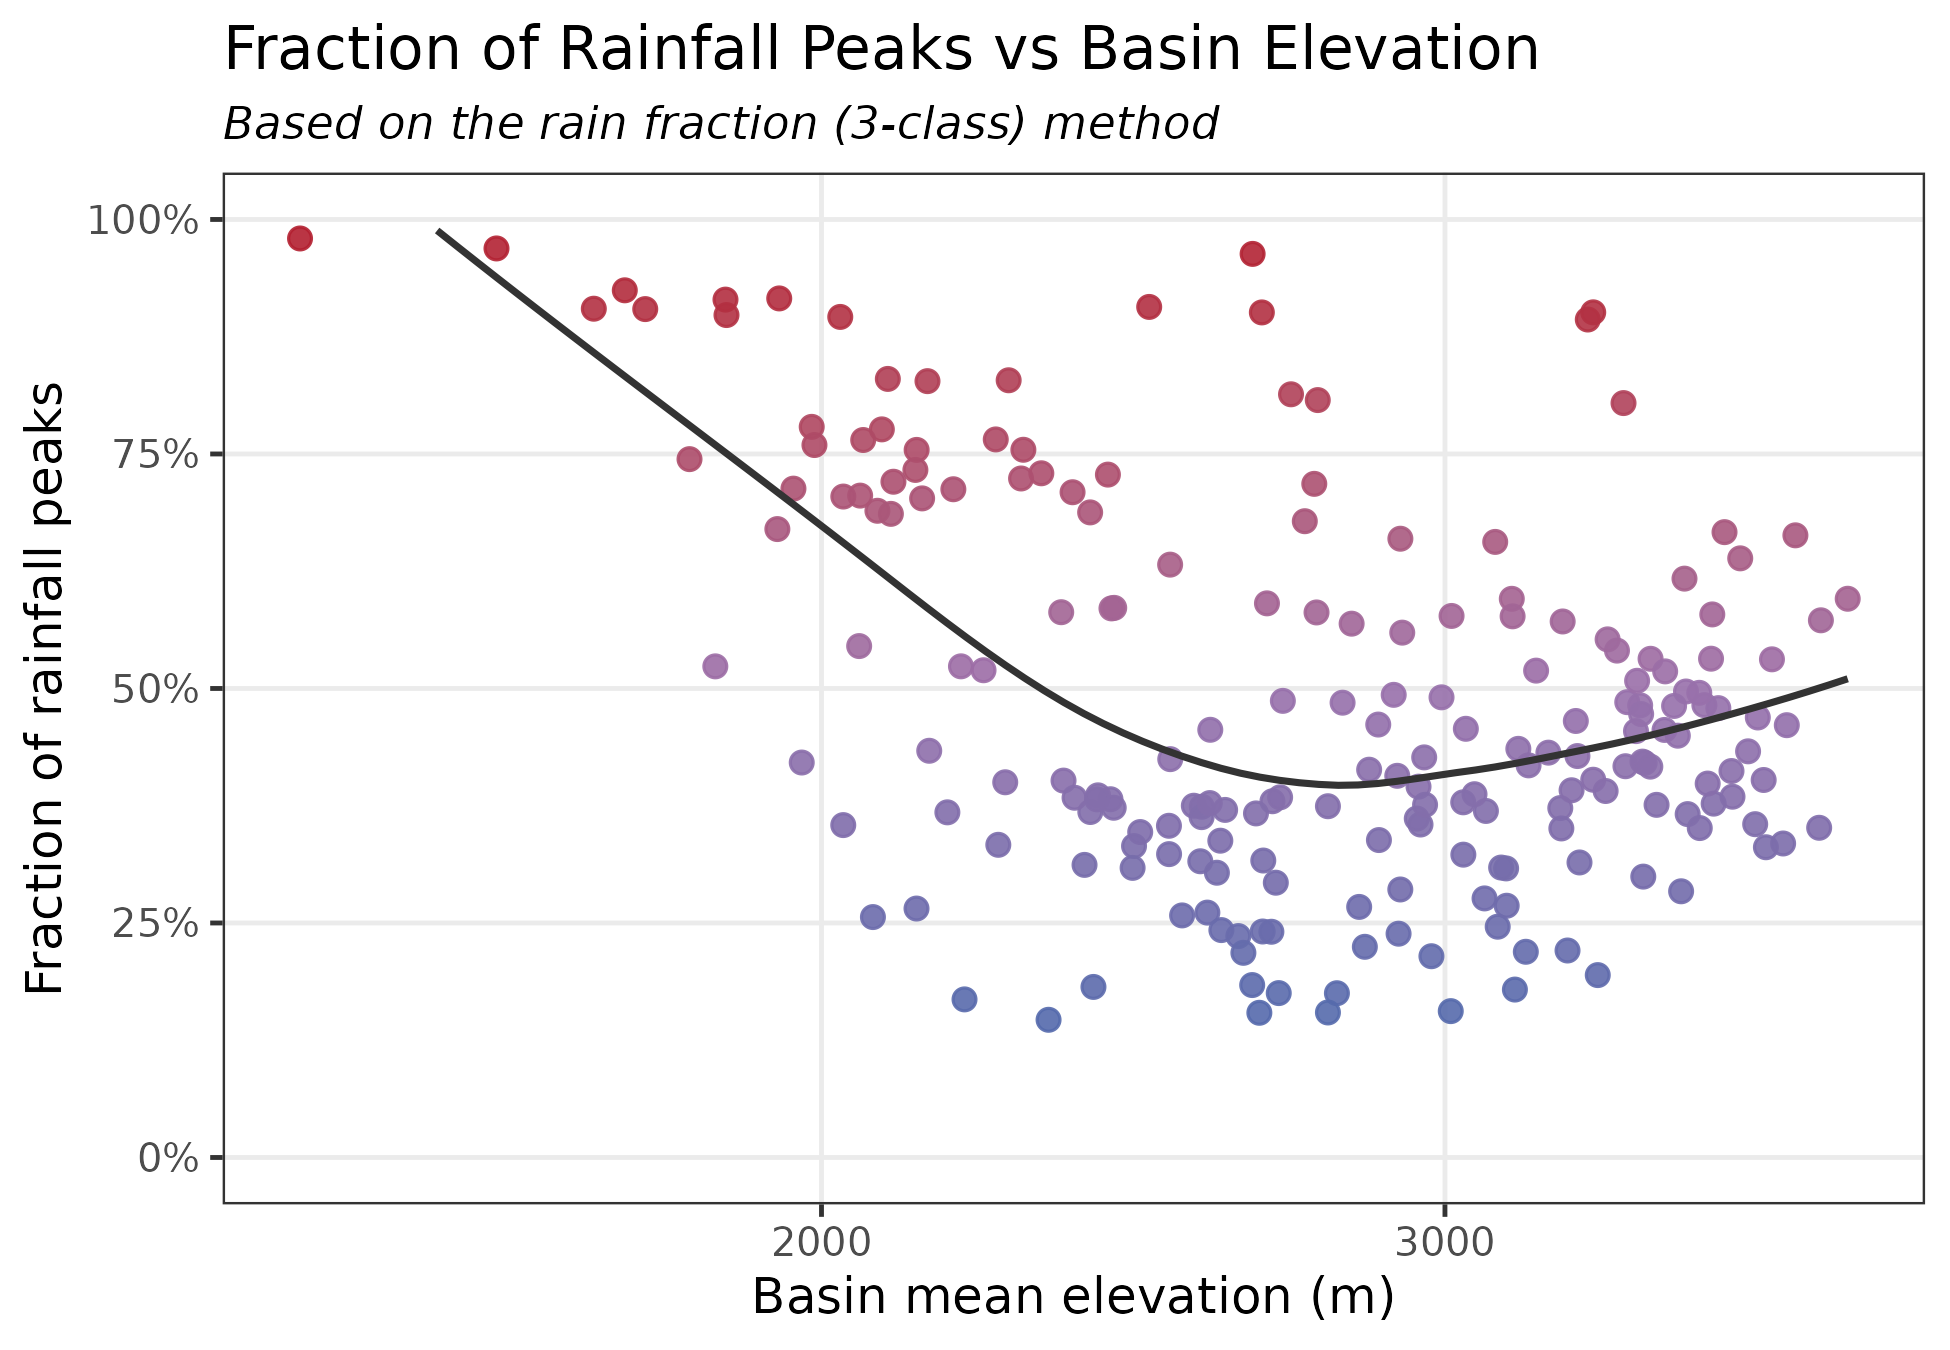 Fraction of Rainfall Peaks vs Basin Elevation
Based on the rain fraction (3-class) method
Fraction of rainfall peaks
100%
75%
50%
25%
0%
2000
3000
Basin mean elevation (m)